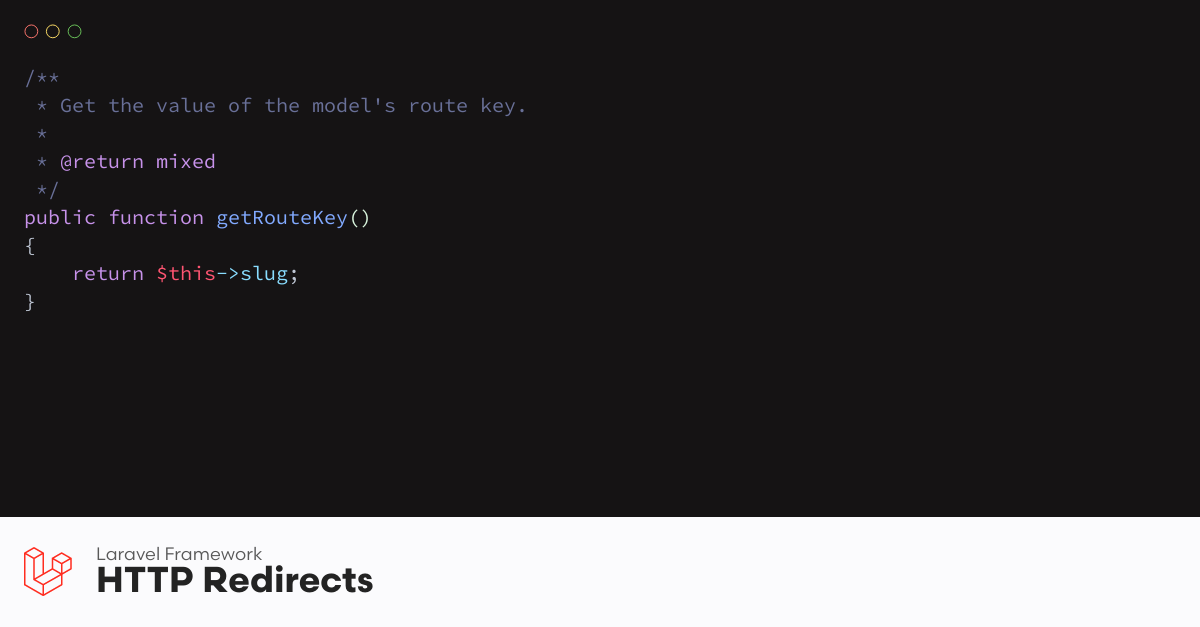 /**
 * Get the value of the model's route key.
 *
 * @return mixed
 */
public function getRouteKey()
{
    return $this->slug;
}
Laravel Framework
HTTP Redirects